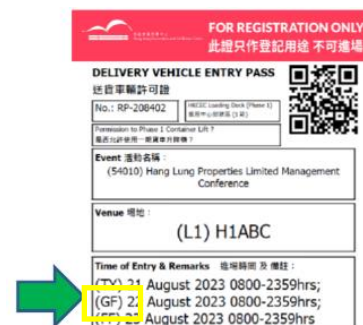 FOR REGISTRATION ONLY
此證只作登記用途 不可進場
DELIVERY VEHICLE ENTRY PASS
送貨車輛許可證
No.: RP-208402
HKCEC Loading Dock (Phase 1)
Permission to Phase 1 Container Lift ?
Event 活動名稱 :
(54010) Hang Lung Properties Limited Management
Conference
Venue 場地 :
(L1) H1ABC
Time of Entry & Remarks 進場時間 及 備註 :
21 August 2023 0800-2359hrs;
(GF) 22 August 2023 0800-2359hrs;
August 2023 0800-2359hrs